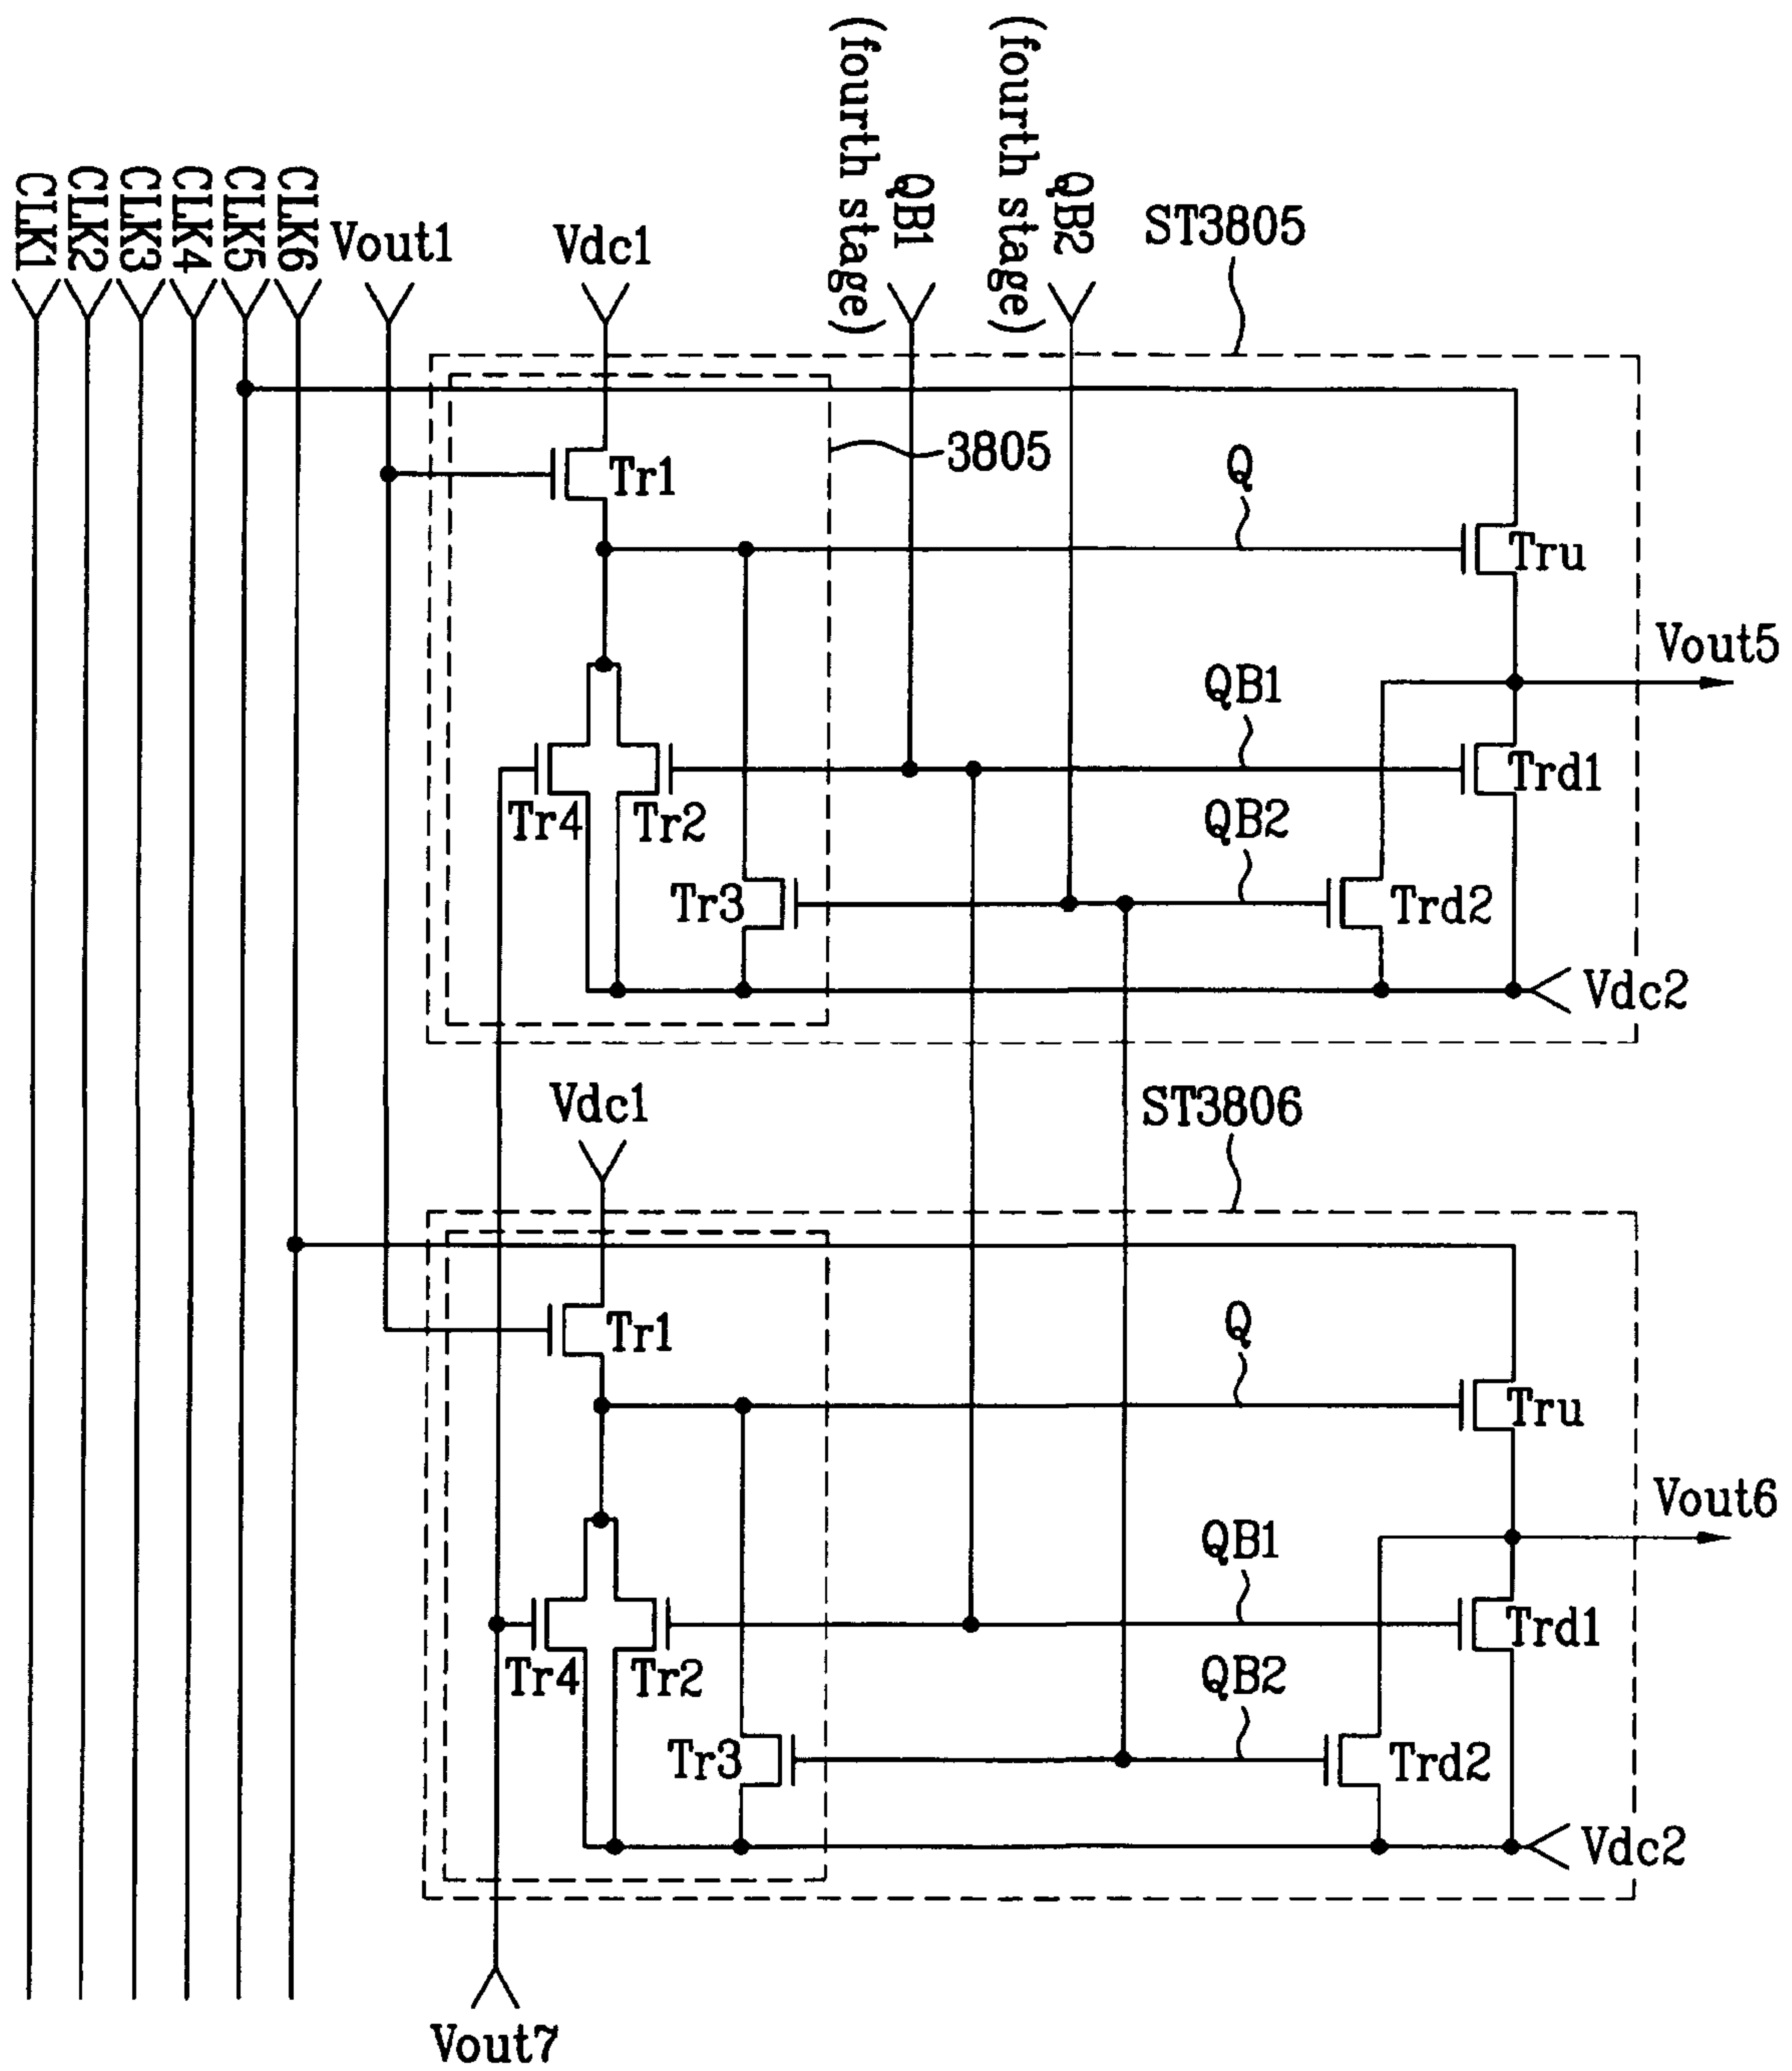 (fourth stage)
QB1
(fourth stage)
QB2
CLK1
CLK2
CLK3
CLK4
CLK5
CLK6
Vout1
Vdc1
ST3805
3805
Tr1
Q
Tru
Vout5
QB1
Trd1
Tr4
Tr2
QB2
Tr3
Trd2
Vdc2
Vdc1
ST3806
Tr1
Q
Tru
Vout6
QB1
Trd1
Tr4
Tr2
QB2
Tr3
Trd2
Vdc2
Vout7